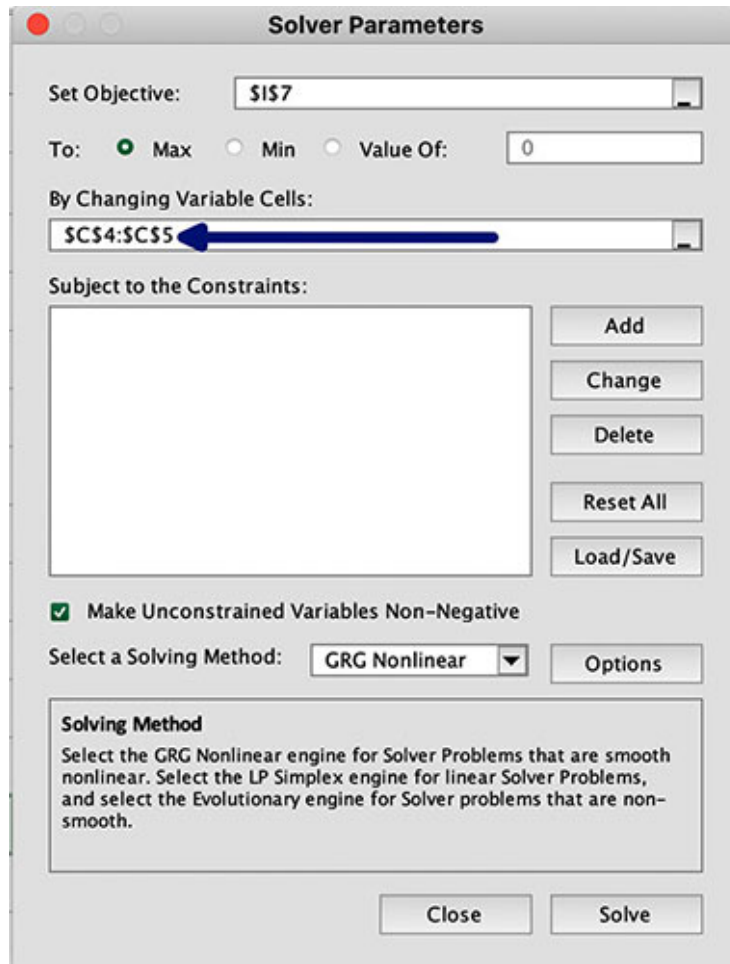 Solver Parameters
Set Objective: $I$7
To: Max Min Value Of: 0
By Changing Variable Cells:
$C$4:$C$5
Subject to the Constraints:
Add
Change
Delete
Reset All
Load/Save
Make Unconstrained Variables Non-Negative
Select a Solving Method: GRG Nonlinear Options
Solving Method
Select the GRG Nonlinear engine for Solver Problems that are smooth
nonlinear. Select the LP Simplex engine for linear Solver Problems,
and select the Evolutionary engine for Solver problems that are non-
smooth.
Close Solve